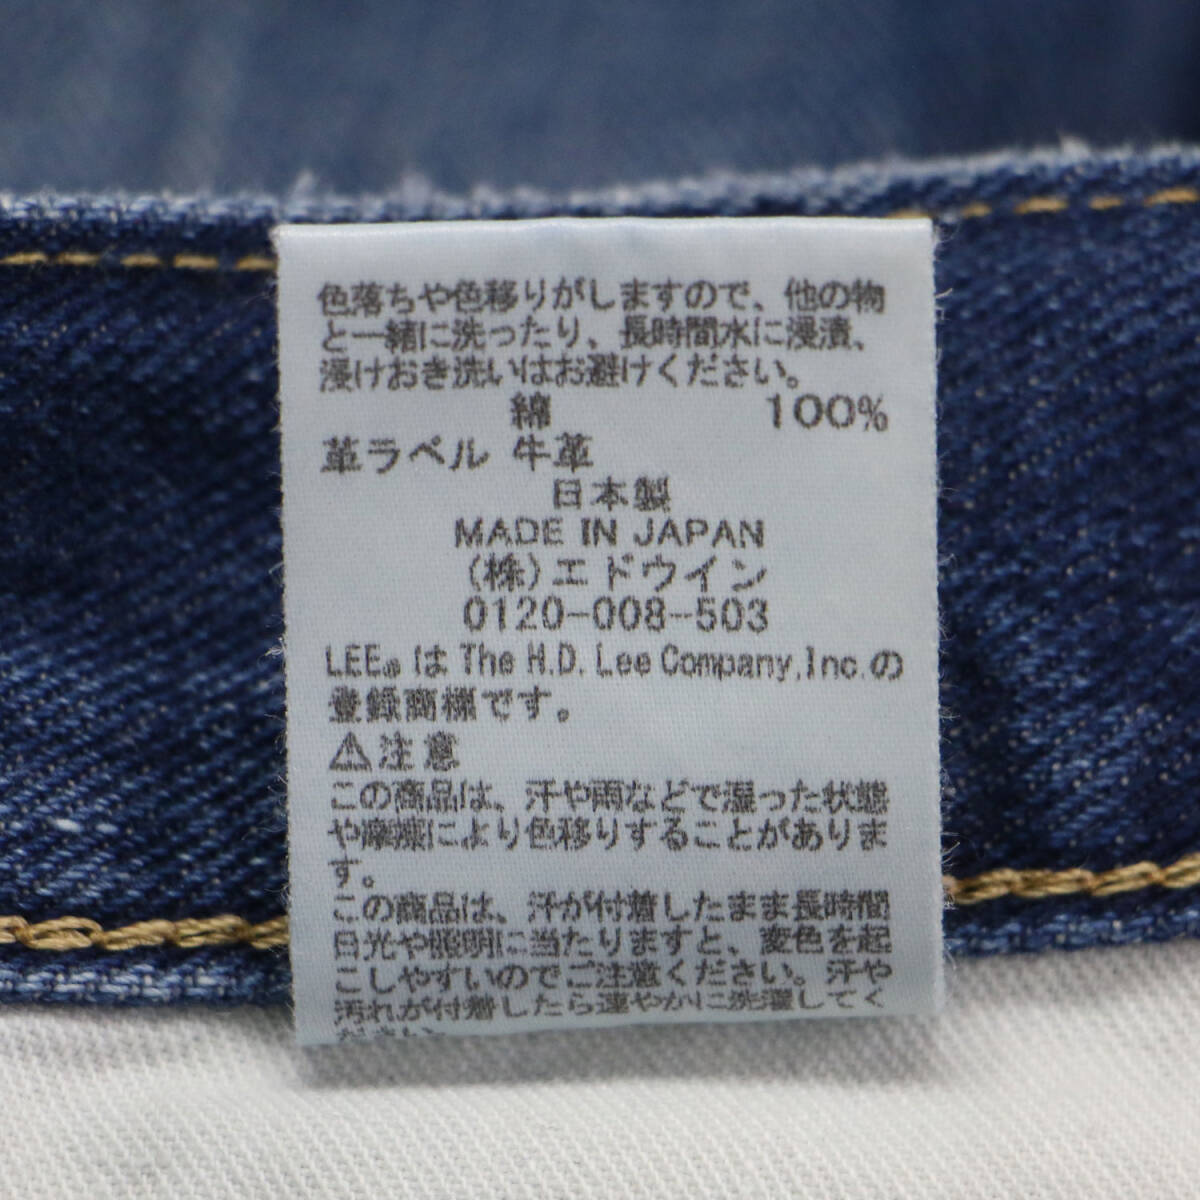 色落ちや色移りがしますので、他の物
と一緒に洗ったり、長時間水に浸漬、
浸けおき洗いはお避けください。
綿 100%
革ラベル 牛革
日本製
MADE IN JAPAN
(株)エドウイン
0120-008-503
LEE®は The H.D. Lee Company,Inc.の
登録商標です。
⚠注意
この商品は、汗や雨などで湿った状態
や摩擦により色移りすることがありま
す。
この商品は、汗が付着したまま長時間
日光や照明に当たりますと、変色を起
こしやすいのでご注意ください。汗や
汚れが付着したら速やかに洗濯してく
ださい。